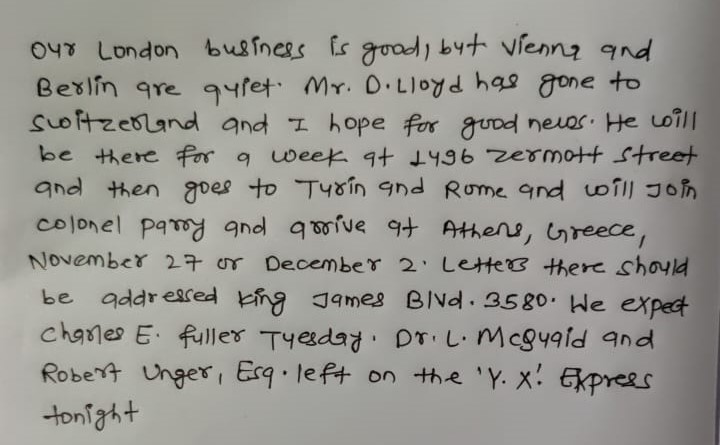 Our London business is good, but Vienna and
Berlin are quiet. Mr. D. Lloyd has gone to
Switzerland and I hope for good news. He will
be there for a week at 1496 Zermott Street
and then goes to Turin and Rome and will Join
colonel Parry and arrive at Athens, Greece,
November 27 or December 2. Letters there should
be addressed King James Blvd. 3580. We expect
Charles E. Fuller Tuesday. Dr. L. McQuaid and
Robert Unger, Esq. left on the 'Y. X'. Express
tonight